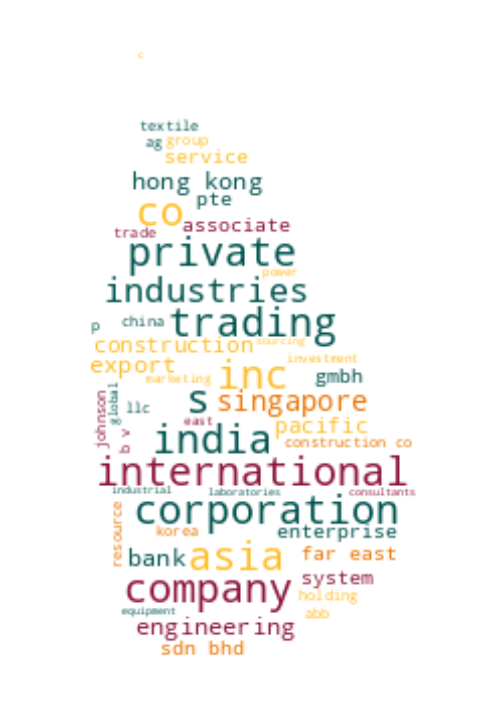 c
textile
ag group
service
hong kong
pte
co associate
trade
private
power
industries
p china trading
construction sourcing
investment
export marketing inc gmbh
johnson global llc s singapore
east pacific
b v india construction co
international
industrial laboratories consultants
resource corporation
korea enterprise
bank asia far east
company system
holding
equipment abb
engineering
sdn bhd